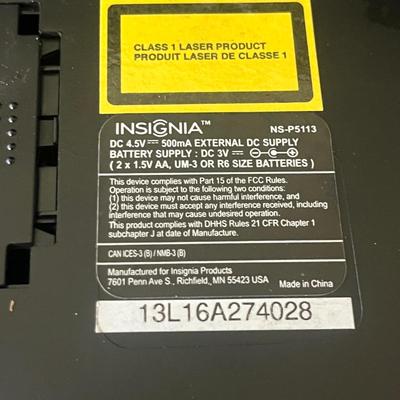 CLASS 1 LASER PRODUCT
PRODUIT LASER DE CLASSE 1
INSIGNIA™ NS-P5113
DC 4.5V⎓ 500mA EXTERNAL DC SUPPLY
BATTERY SUPPLY : DC 3V⎓
( 2 x 1.5V AA, UM-3 OR R6 SIZE BATTERIES )
This device complies with Part 15 of the FCC Rules.
Operation is subject to the following two conditions:
(1) this device may not cause harmful interference, and
(2) this device must accept any interference received, including
interference that may cause undesired operation.
This product complies with DHHS Rules 21 CFR Chapter 1
subchapter J at date of Manufacture.
CAN ICES-3 (B) / NMB-3 (B)
Manufactured for Insignia Products
7601 Penn Ave S., Richfield, MN 55423 USA
Made in China
13L16A274028